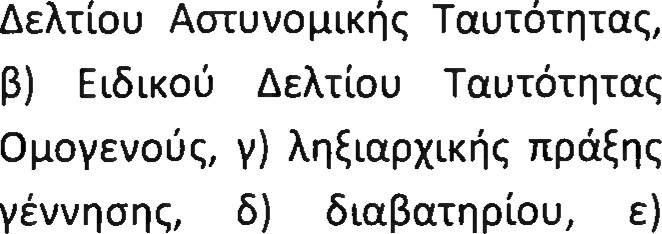 Δελτίου Αστυνομικής Ταυτότητας,
β) Ειδικού Δελτίου Ταυτότητας
Ομογενούς, γ) ληξιαρχικής πράξης
γέννησης, δ) διαβατηρίου, ε)